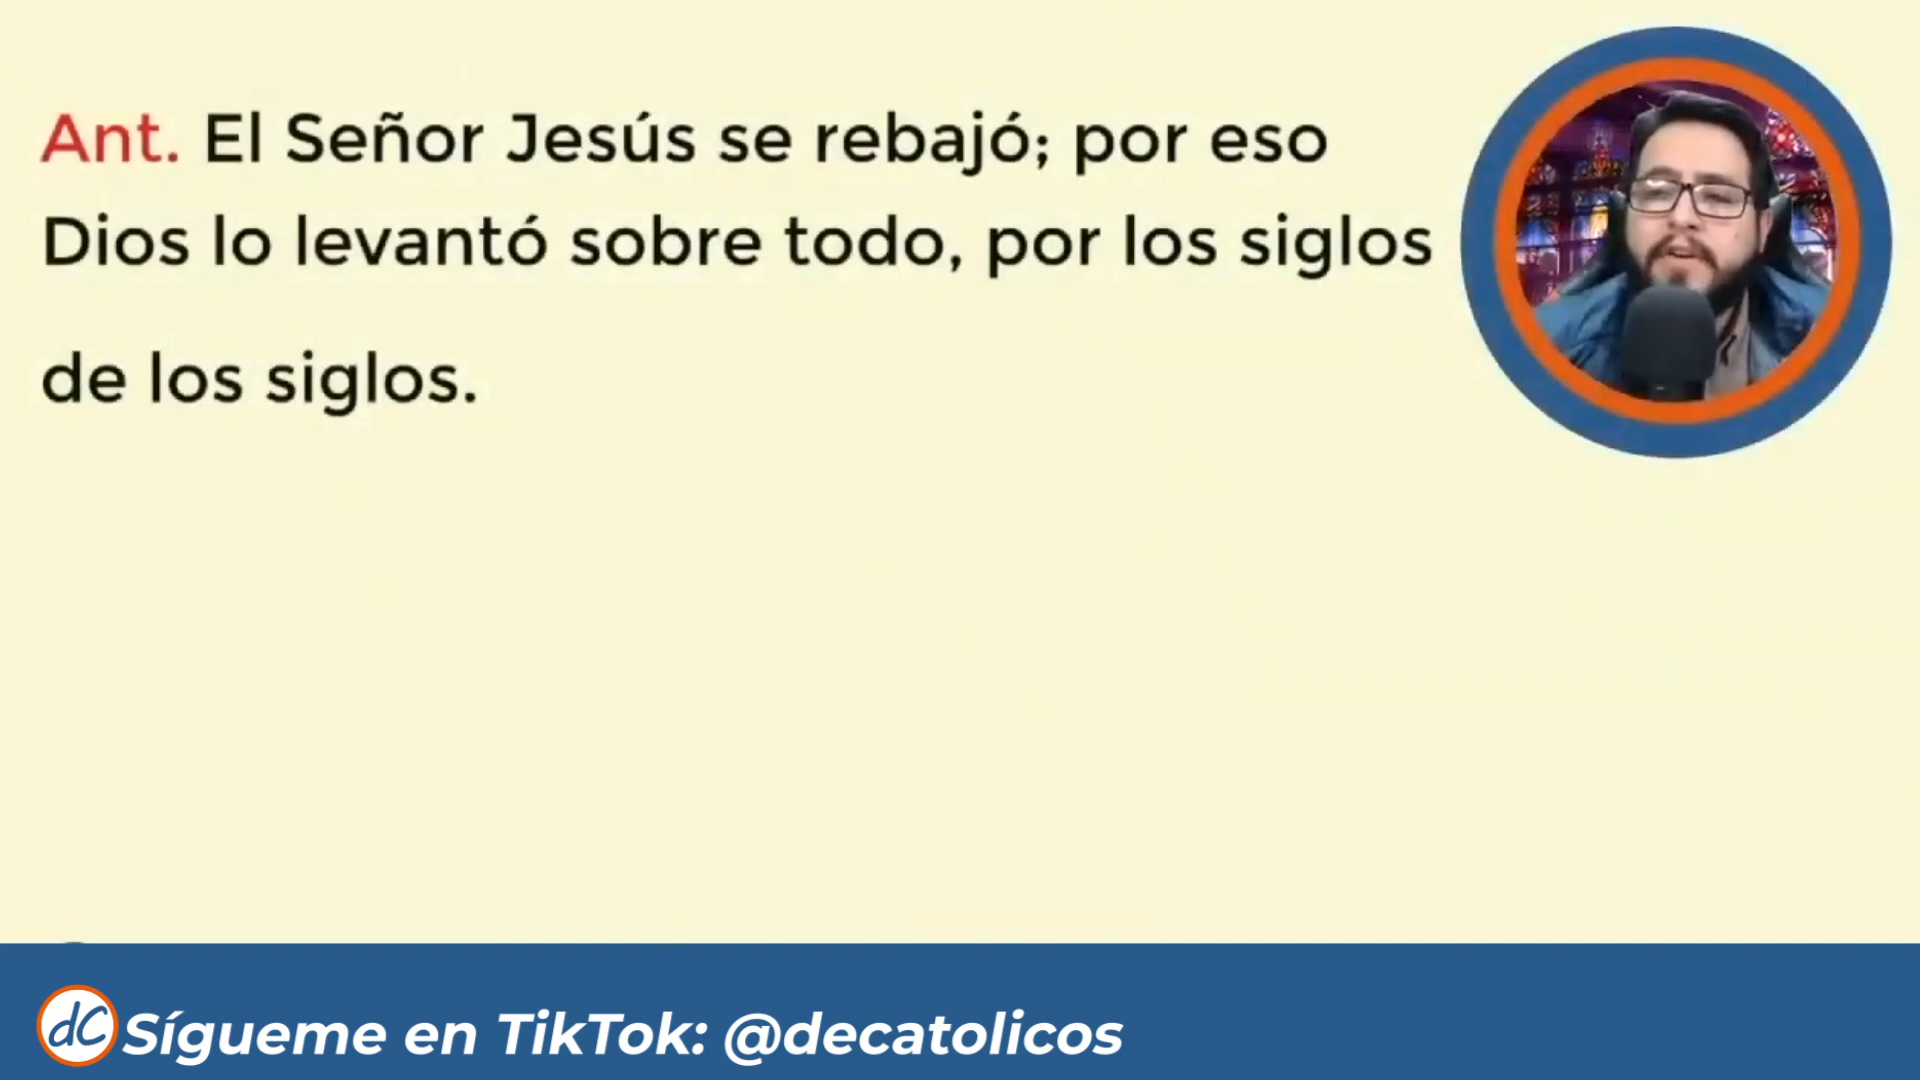 Ant. El Señor Jesús se rebajó; por eso
Dios lo levantó sobre todo, por los siglos
de los siglos.
dC Sígueme en TikTok: @decatolicos